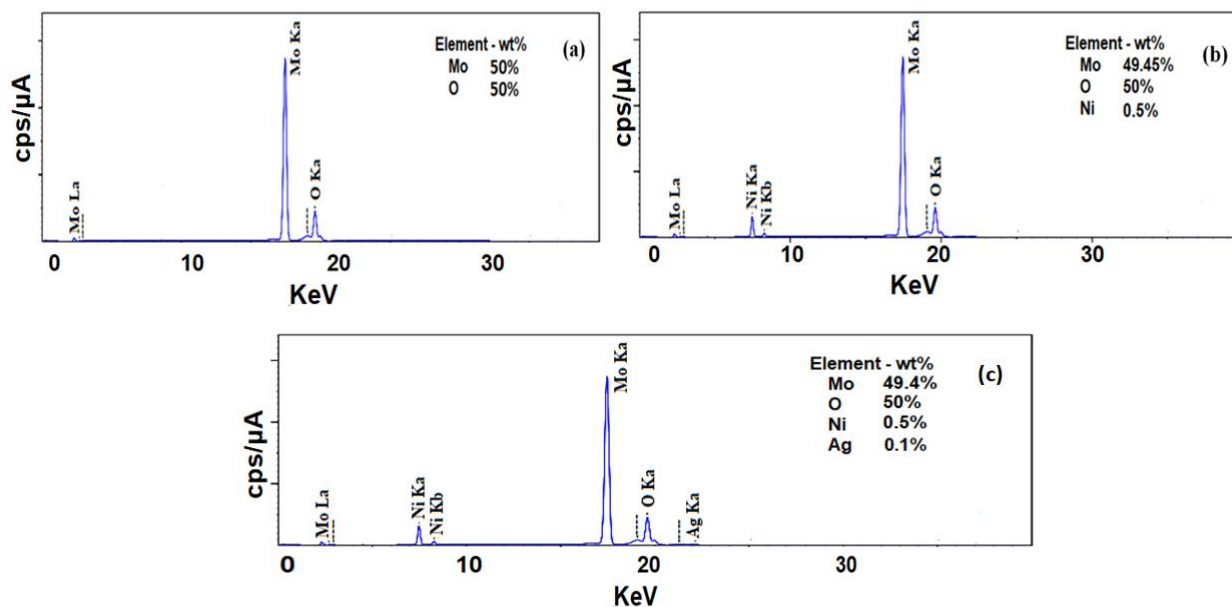 (a)
Element - wt%
Mo 50%
O 50%
Mo Ka
O Ka
Mo La
cps/μA
0 10 20 30
KeV
(b)
Element - wt%
Mo 49.45%
O 50%
Ni 0.5%
Mo Ka
O Ka
Ni Ka
Ni Kb
Mo La
cps/μA
0 10 20 30
KeV
(c)
Element - wt%
Mo 49.4%
O 50%
Ni 0.5%
Ag 0.1%
Mo Ka
O Ka
Ag Ka
Ni Ka
Ni Kb
Mo La
cps/μA
0 10 20 30
KeV